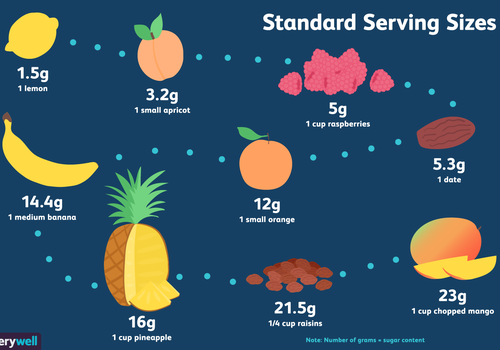 Standard Serving Sizes
1.5g
1 lemon
3.2g
1 small apricot
5g
1 cup raspberries
5.3g
1 date
14.4g
1 medium banana
12g
1 small orange
16g
1 cup pineapple
21.5g
1/4 cup raisins
23g
1 cup chopped mango
Note: Number of grams = sugar content
erywell